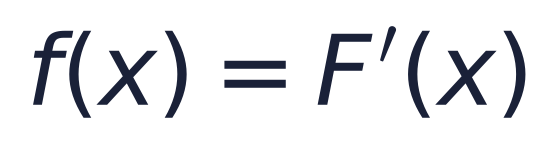 f(x) = F′(x)